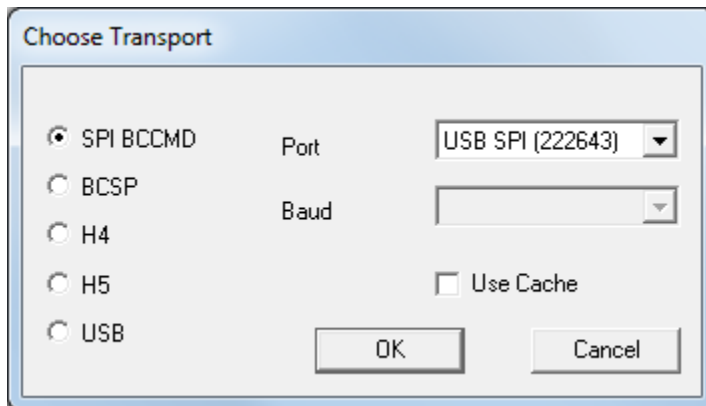 Choose Transport
SPI BCCMD
BCSP
H4
H5
USB
Port
USB SPI (222643)
Baud
Use Cache
OK
Cancel